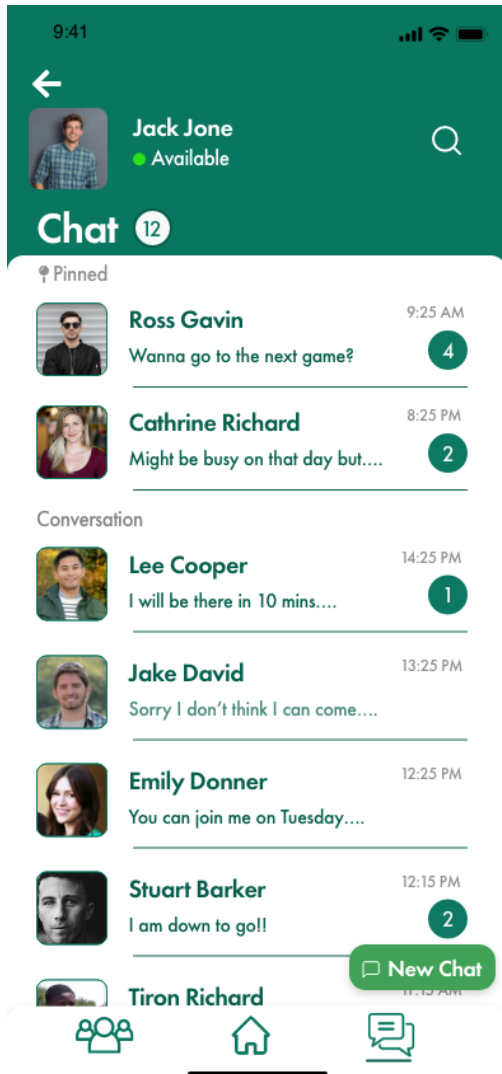 9:41
Jack Jone
Available
Chat 12
Pinned
Ross Gavin 9:25 AM
Wanna go to the next game? 4
Cathrine Richard 8:25 PM
Might be busy on that day but.... 2
Conversation
Lee Cooper 14:25 PM
I will be there in 10 mins.... 1
Jake David 13:25 PM
Sorry I don't think I can come....
Emily Donner 12:25 PM
You can join me on Tuesday....
Stuart Barker 12:15 PM
I am down to go!! 2
New Chat
Tiron Richard 11:15 AM